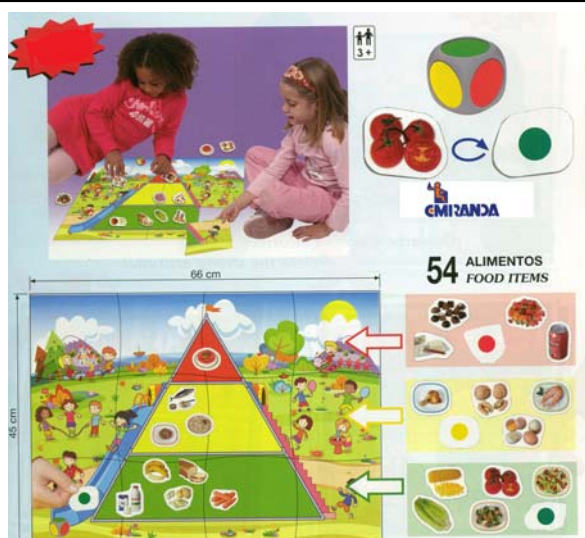 3 +
MIRANDA
54 ALIMENTOS
FOOD ITEMS
66 cm
45 cm